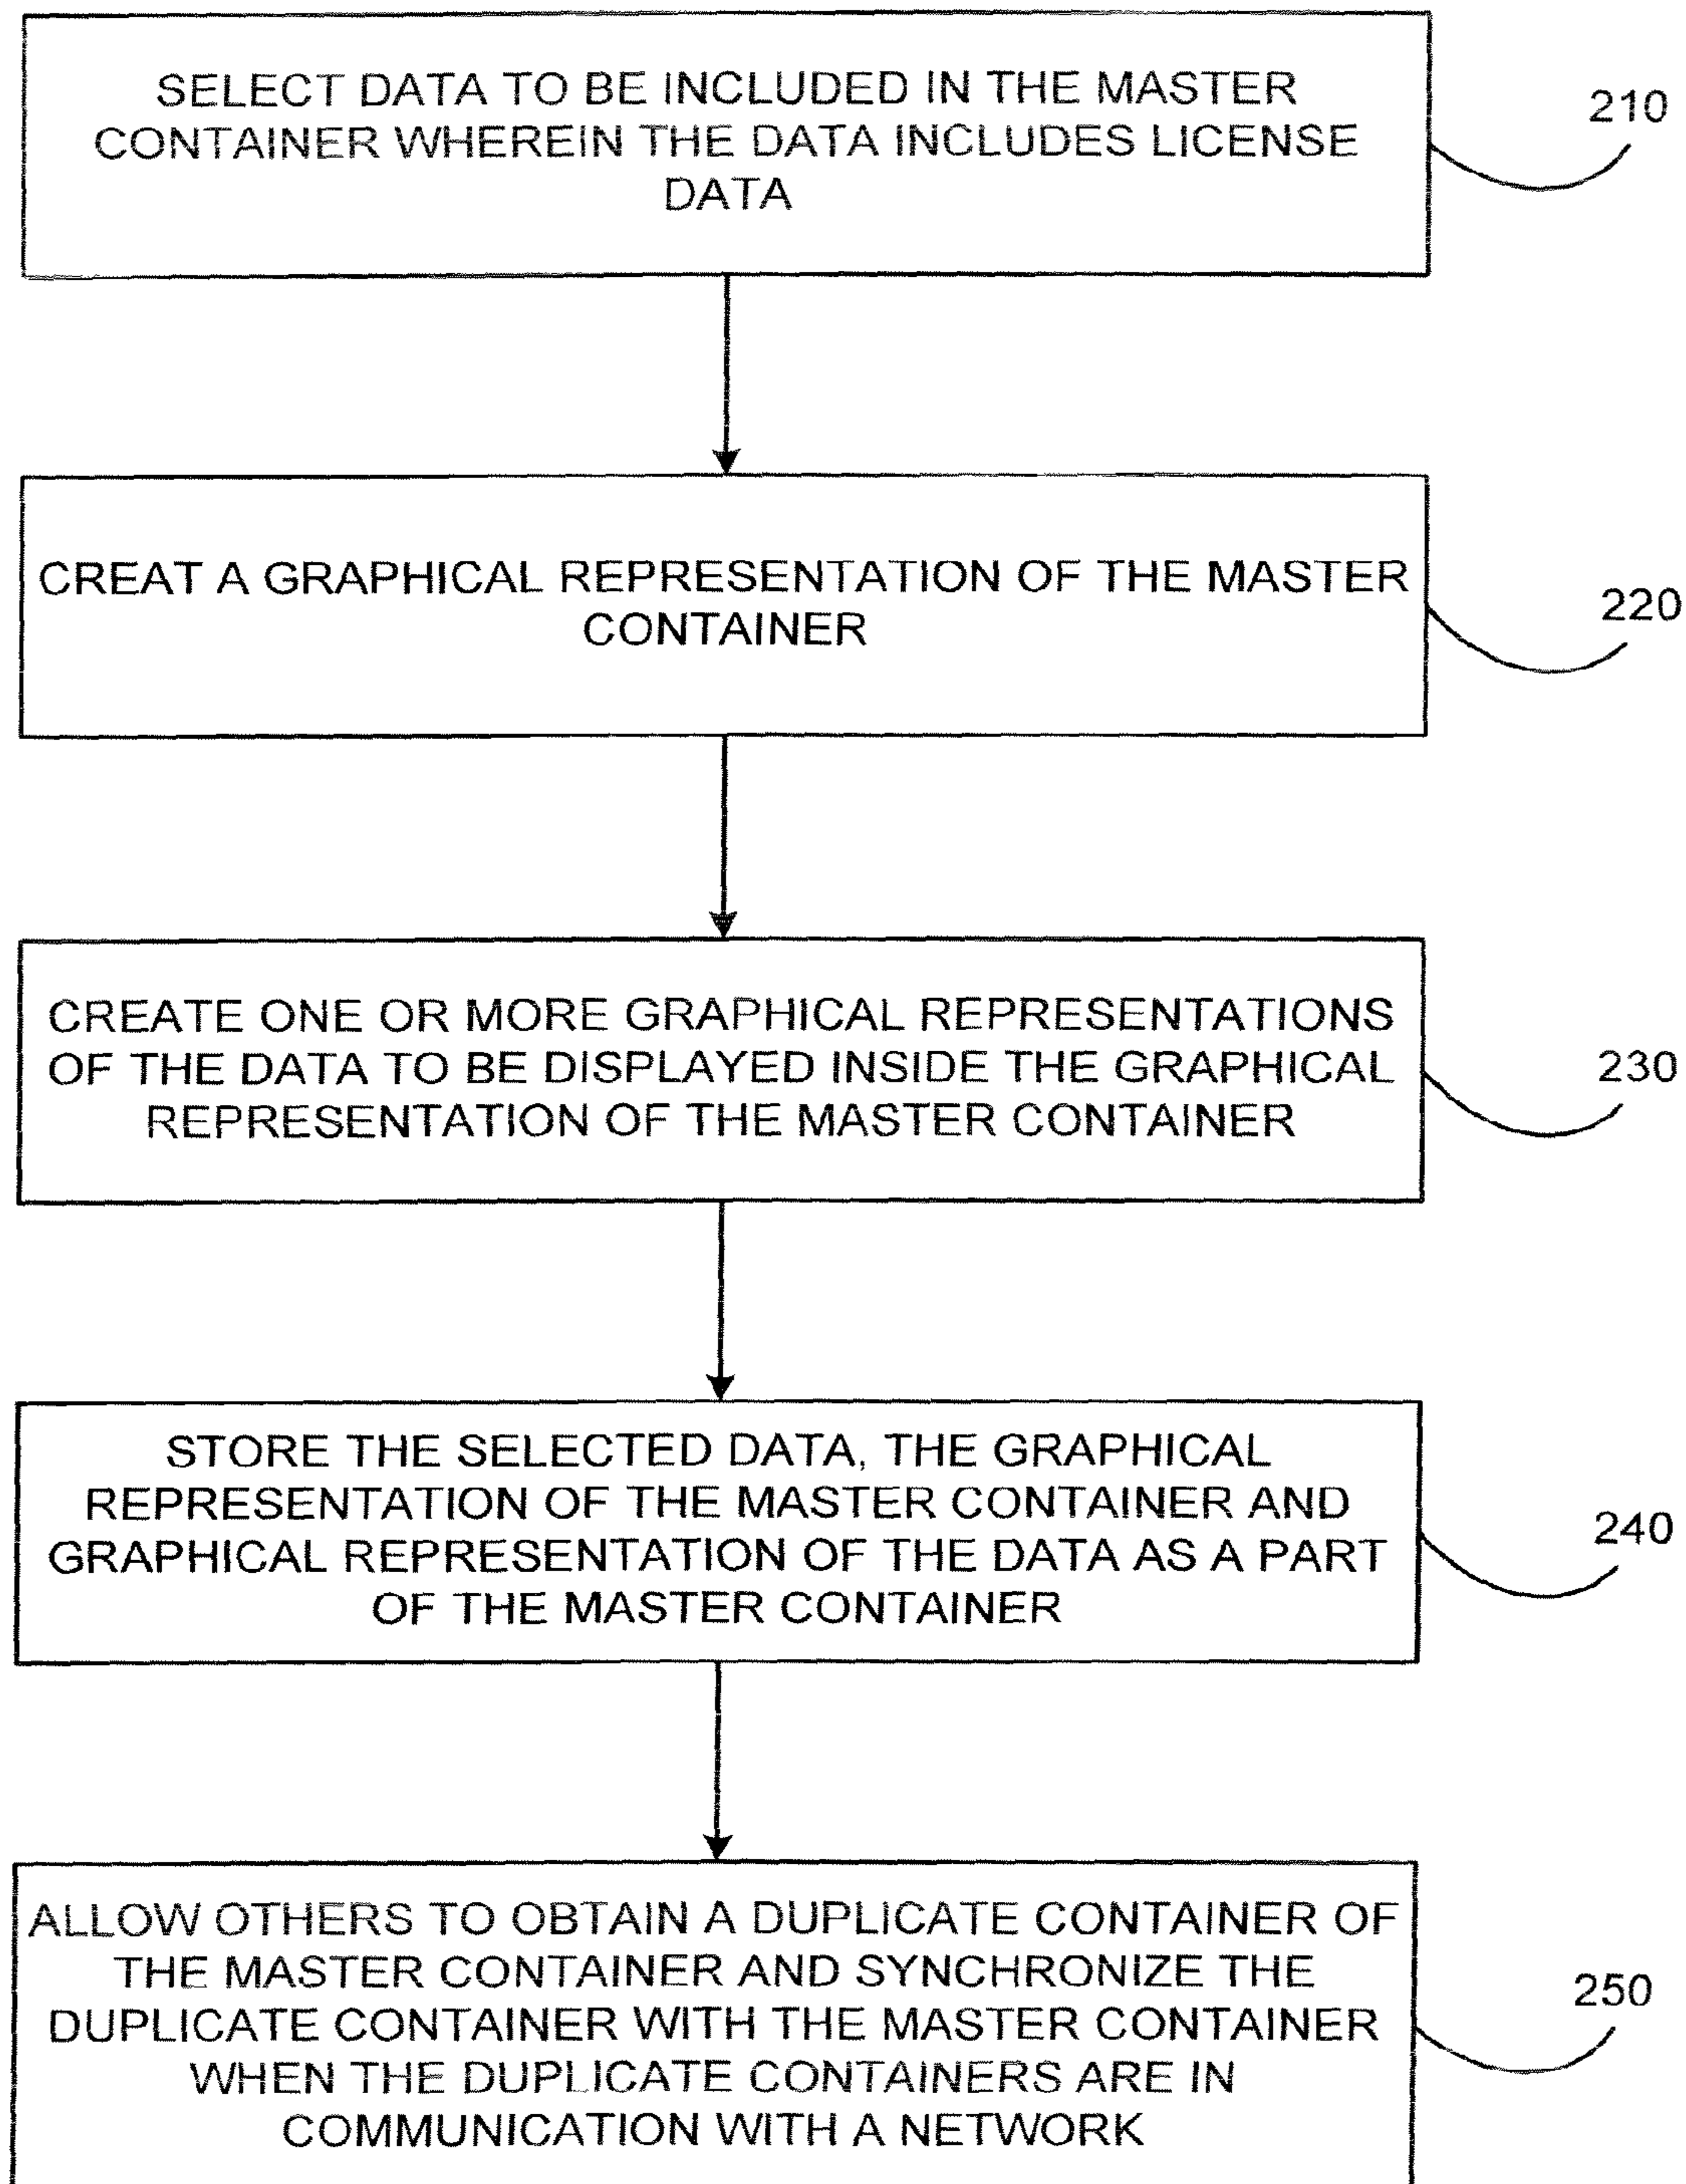 SELECT DATA TO BE INCLUDED IN THE MASTER
CONTAINER WHEREIN THE DATA INCLUDES LICENSE
DATA
210
CREAT A GRAPHICAL REPRESENTATION OF THE MASTER
CONTAINER
220
CREATE ONE OR MORE GRAPHICAL REPRESENTATIONS
OF THE DATA TO BE DISPLAYED INSIDE THE GRAPHICAL
REPRESENTATION OF THE MASTER CONTAINER
230
STORE THE SELECTED DATA, THE GRAPHICAL
REPRESENTATION OF THE MASTER CONTAINER AND
GRAPHICAL REPRESENTATION OF THE DATA AS A PART
OF THE MASTER CONTAINER
240
ALLOW OTHERS TO OBTAIN A DUPLICATE CONTAINER OF
THE MASTER CONTAINER AND SYNCHRONIZE THE
DUPLICATE CONTAINER WITH THE MASTER CONTAINER
WHEN THE DUPLICATE CONTAINERS ARE IN
COMMUNICATION WITH A NETWORK
250